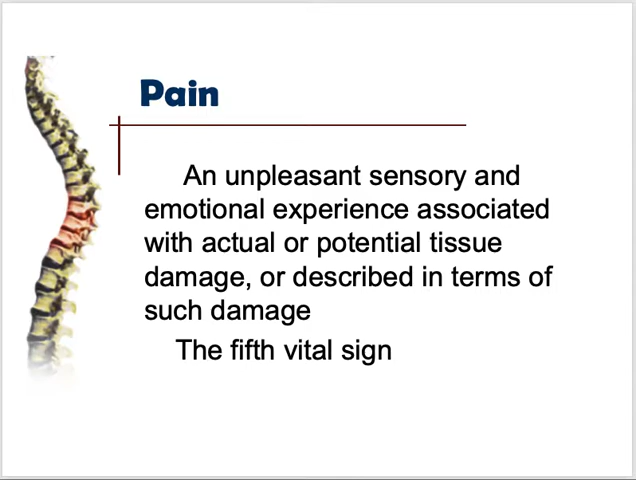 Pain
An unpleasant sensory and
emotional experience associated
with actual or potential tissue
damage, or described in terms of
such damage
The fifth vital sign